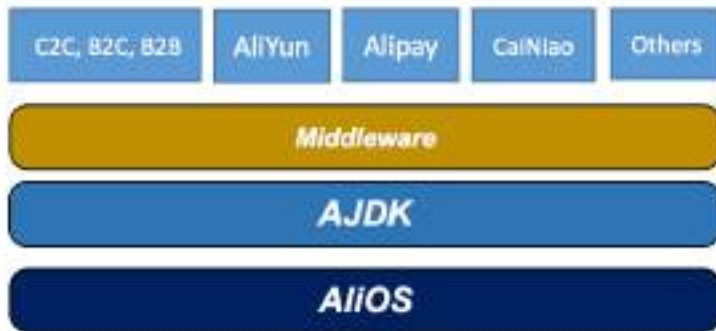 C2C, B2C, B2B
AliYun
Alipay
CaiNiao
Others
Middleware
AJDK
AliOS